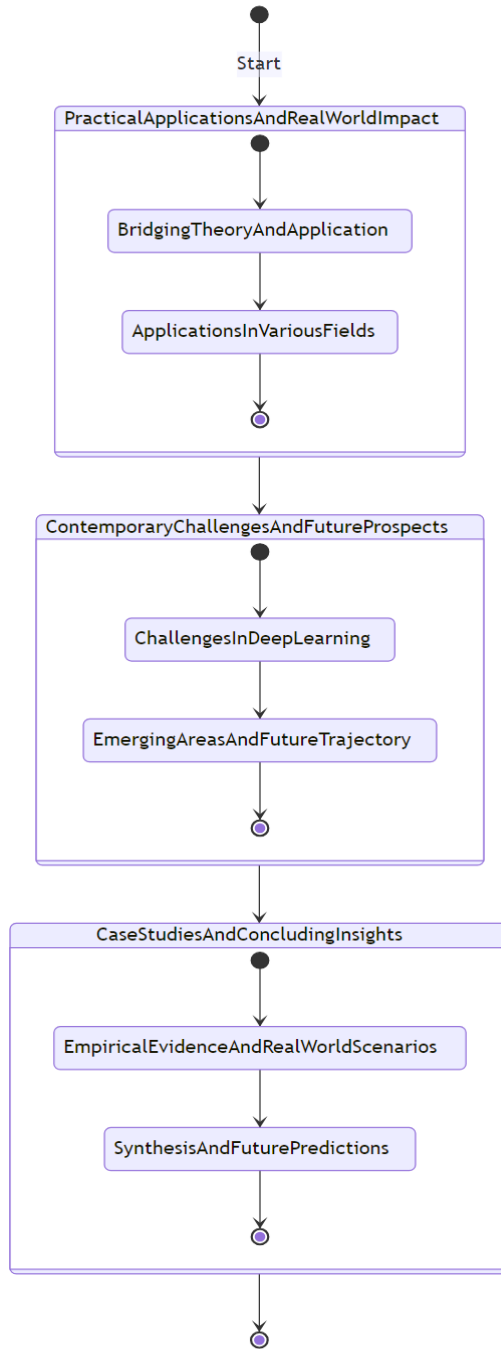 Start
PracticalApplicationsAndRealWorldImpact
BridgingTheoryAndApplication
ApplicationsInVariousFields
ContemporaryChallengesAndFutureProspects
ChallengesInDeepLearning
EmergingAreasAndFutureTrajectory
CaseStudiesAndConcludingInsights
EmpiricalEvidenceAndRealWorldScenarios
SynthesisAndFuturePredictions